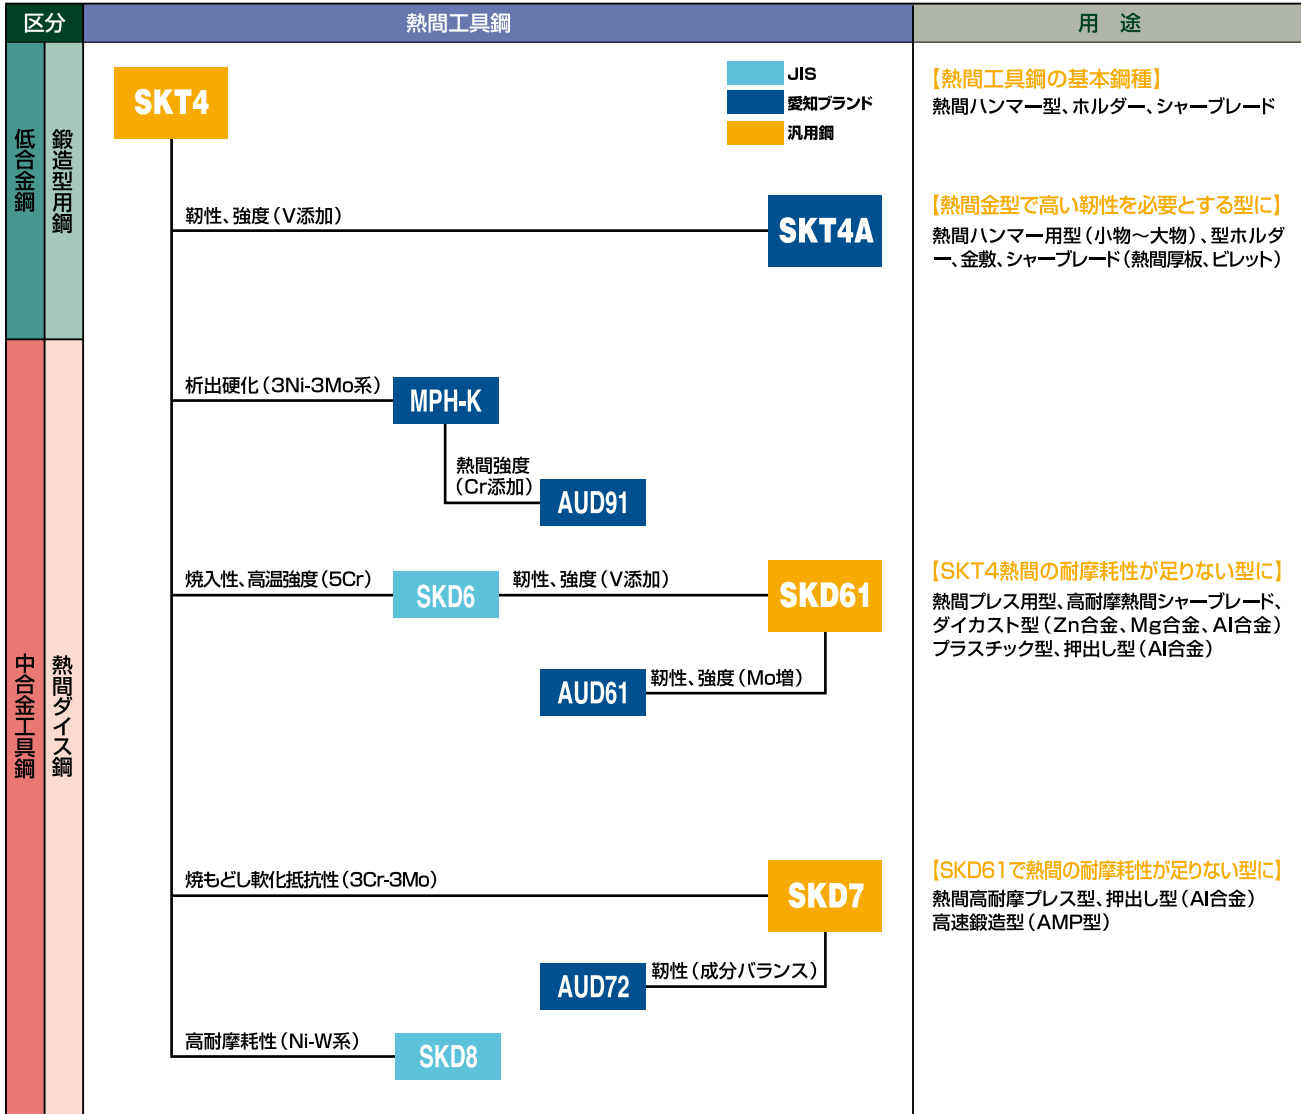 区分
熱間工具鋼
用　途
低合金鋼
鍛造型用鋼
SKT4
JIS
愛知ブランド
汎用鋼
【熱間工具鋼の基本鋼種】
熱間ハンマー型、ホルダー、シャーブレード
靭性、強度（V添加）
SKT4A
【熱間金型で高い靭性を必要とする型に】
熱間ハンマー用型（小物～大物）、型ホルダ
ー、金敷、シャーブレード（熱間厚板、ビレット）
中合金工具鋼
熱間ダイス鋼
析出硬化（3Ni-3Mo系）
MPH-K
熱間強度
（Cr添加）
AUD91
焼入性、高温強度（5Cr）
SKD6
靭性、強度（V添加）
SKD61
【SKT4熱間の耐摩耗性が足りない型に】
熱間プレス用型、高耐摩熱間シャーブレード、
ダイカスト型（Zn合金、Mg合金、Al合金）
プラスチック型、押出し型（Al合金）
AUD61
靭性、強度（Mo増）
焼もどし軟化抵抗性（3Cr-3Mo）
SKD7
【SKD61で熱間の耐摩耗性が足りない型に】
熱間高耐摩プレス型、押出し型（Al合金）
高速鍛造型（AMP型）
AUD72
靭性（成分バランス）
高耐摩耗性（Ni-W系）
SKD8